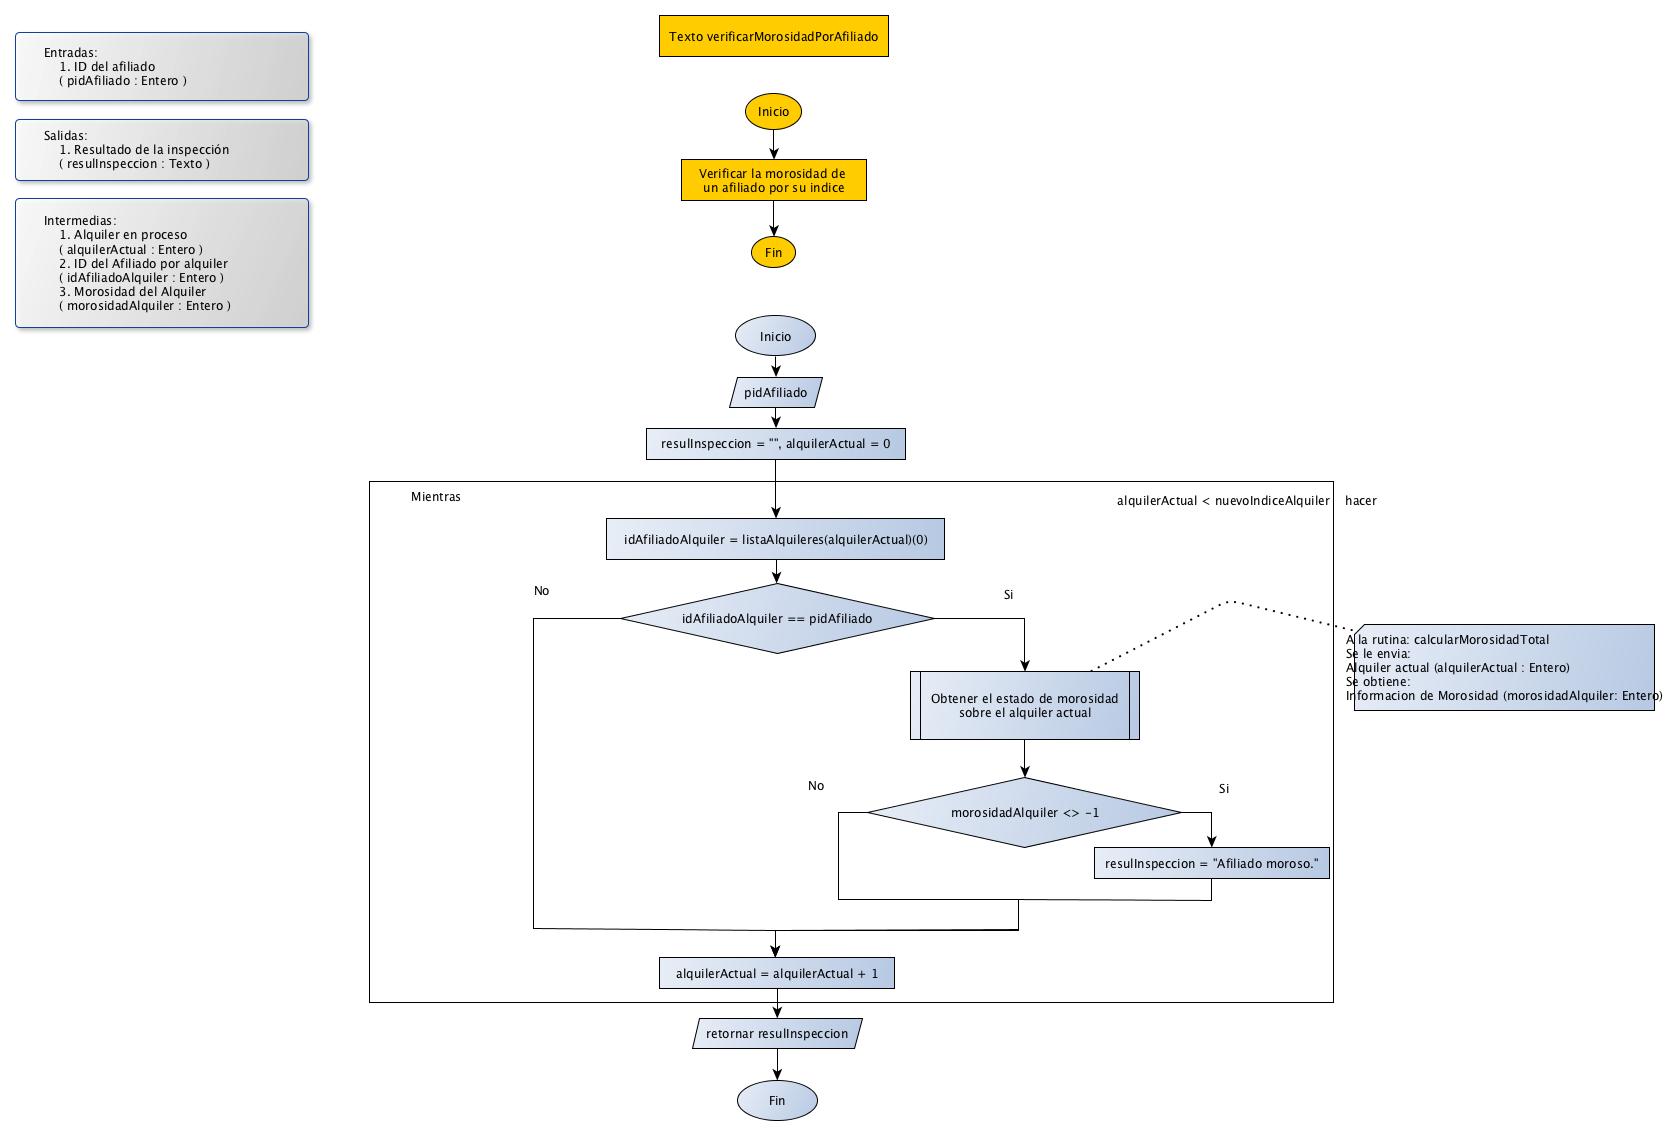 Texto verificarMorosidadPorAfiliado
Entradas:
1. ID del afiliado
( pidAfiliado : Entero )
Salidas:
1. Resultado de la inspección
( resulInspeccion : Texto )
Intermedias:
1. Alquiler en proceso
( alquilerActual : Entero )
2. ID del Afiliado por alquiler
( idAfiliadoAlquiler : Entero )
3. Morosidad del Alquiler
( morosidadAlquiler : Entero )
Inicio
Verificar la morosidad de
un afiliado por su indice
Fin
Inicio
pidAfiliado
resulInspeccion = "", alquilerActual = 0
Mientras
alquilerActual < nuevoIndiceAlquiler
hacer
idAfiliadoAlquiler = listaAlquileres(alquilerActual)(0)
No
Si
idAfiliadoAlquiler == pidAfiliado
A la rutina: calcularMorosidadTotal
Se le envia:
Alquiler actual (alquilerActual : Entero)
Se obtiene:
Informacion de Morosidad (morosidadAlquiler: Entero)
Obtener el estado de morosidad
sobre el alquiler actual
No
Si
morosidadAlquiler <> -1
resulInspeccion = "Afiliado moroso."
alquilerActual = alquilerActual + 1
retornar resulInspeccion
Fin